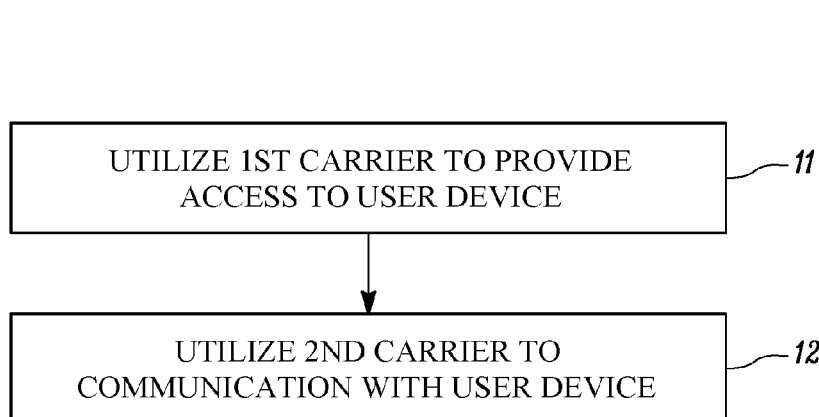 UTILIZE 1ST CARRIER TO PROVIDE
ACCESS TO USER DEVICE
11
UTILIZE 2ND CARRIER TO
COMMUNICATION WITH USER DEVICE
12